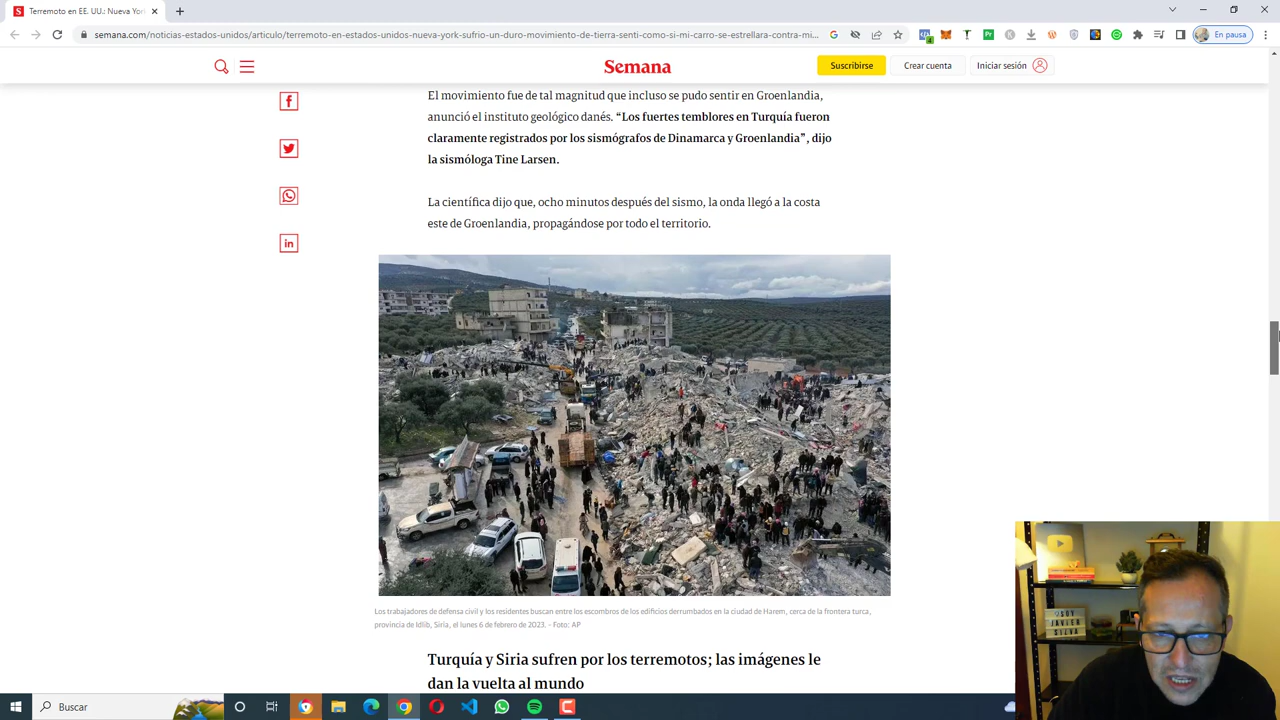 Terremoto en EE. UU.: Nueva Yor
semana.com/noticias-estados-unidos/articulo/terremoto-en-estados-unidos-nueva-york-sufrio-un-duro-movimiento-de-tierra-senti-como-si-mi-carro-se-estrellara-contra-mi...
En pausa
Semana
Suscribirse
Crear cuenta
Iniciar sesión
El movimiento fue de tal magnitud que incluso se pudo sentir en Groenlandia,
anunció el instituto geológico danés. “Los fuertes temblores en Turquía fueron
claramente registrados por los sismógrafos de Dinamarca y Groenlandia”, dijo
la sismóloga Tine Larsen.
La científica dijo que, ocho minutos después del sismo, la onda llegó a la costa
este de Groenlandia, propagándose por todo el territorio.
Los trabajadores de defensa civil y los residentes buscan entre los escombros de los edificios derrumbados en la ciudad de Harem, cerca de la frontera turca,
provincia de Idlib, Siria, el lunes 6 de febrero de 2023. - Foto: AP
Turquía y Siria sufren por los terremotos; las imágenes le
dan la vuelta al mundo
SOY
JAVIER
SILVA
Buscar